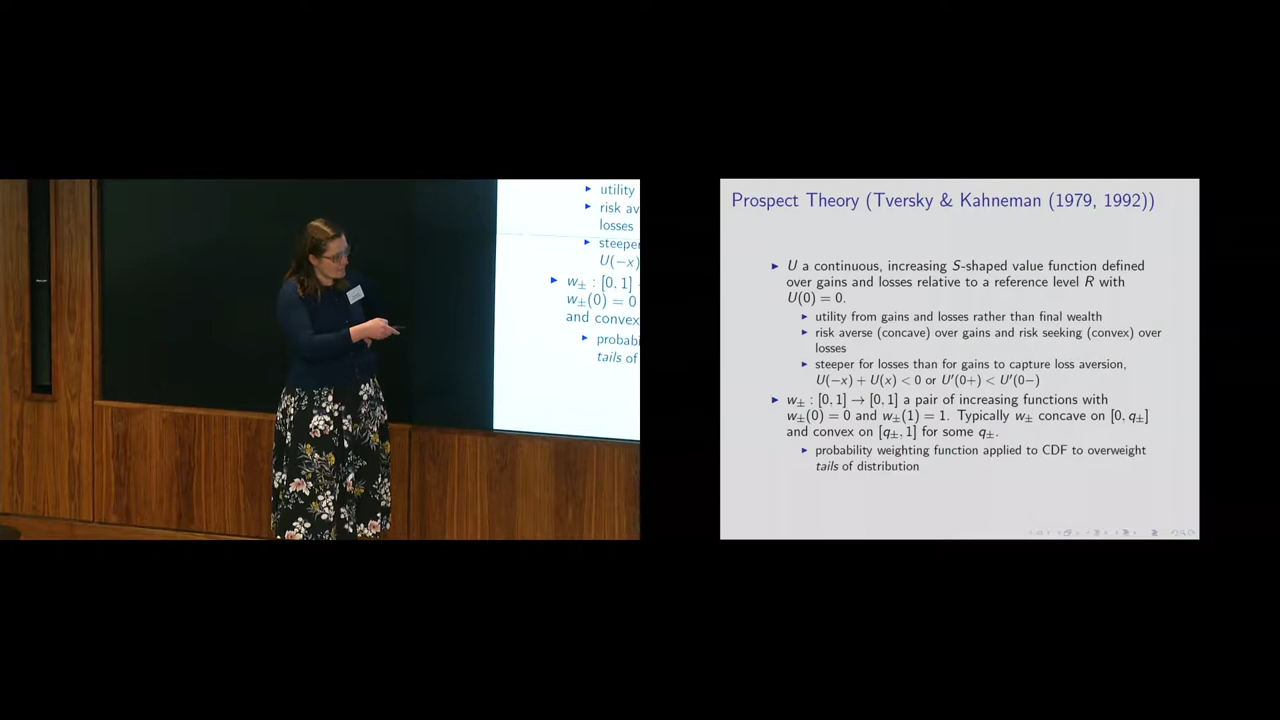 utility
risk av
losses
steeper
U(−x)
w± : [0, 1]
w±(0) = 0
and convex
probabi
tails of
Prospect Theory (Tversky & Kahneman (1979, 1992))
U a continuous, increasing S-shaped value function defined
over gains and losses relative to a reference level R with
U(0) = 0.
utility from gains and losses rather than final wealth
risk averse (concave) over gains and risk seeking (convex) over
losses
steeper for losses than for gains to capture loss aversion,
U(−x) + U(x) < 0 or U′(0+) < U′(0−)
w± : [0, 1] → [0, 1] a pair of increasing functions with
w±(0) = 0 and w±(1) = 1. Typically w± concave on [0, q±]
and convex on [q±, 1] for some q±.
probability weighting function applied to CDF to overweight
tails of distribution